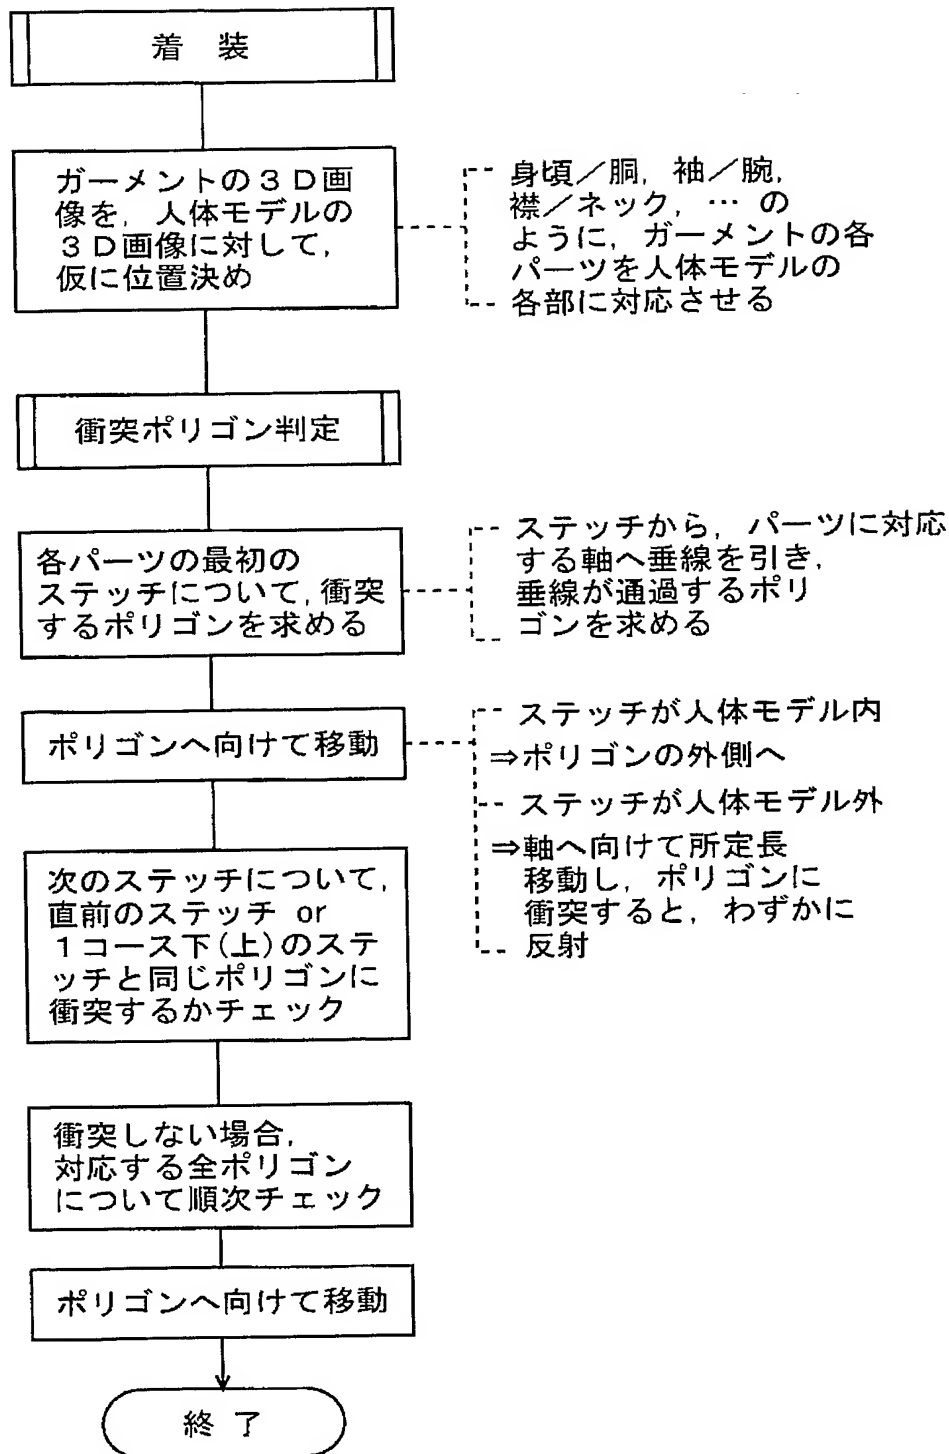 着 装
ガーメントの３Ｄ画
像を，人体モデルの
３Ｄ画像に対して，
仮に位置決め
身頃／胴，袖／腕，
襟／ネック，… の
ように，ガーメントの各
パーツを人体モデルの
各部に対応させる
衝突ポリゴン判定
各パーツの最初の
ステッチについて，衝突
するポリゴンを求める
ステッチから，パーツに対応
する軸へ垂線を引き，
垂線が通過するポリ
ゴンを求める
ポリゴンへ向けて移動
ステッチが人体モデル内
⇒ポリゴンの外側へ
ステッチが人体モデル外
⇒軸へ向けて所定長
移動し，ポリゴンに
衝突すると，わずかに
反射
次のステッチについて，
直前のステッチ or
１コース下（上）のステ
ッチと同じポリゴンに
衝突するかチェック
衝突しない場合，
対応する全ポリゴン
について順次チェック
ポリゴンへ向けて移動
終 了